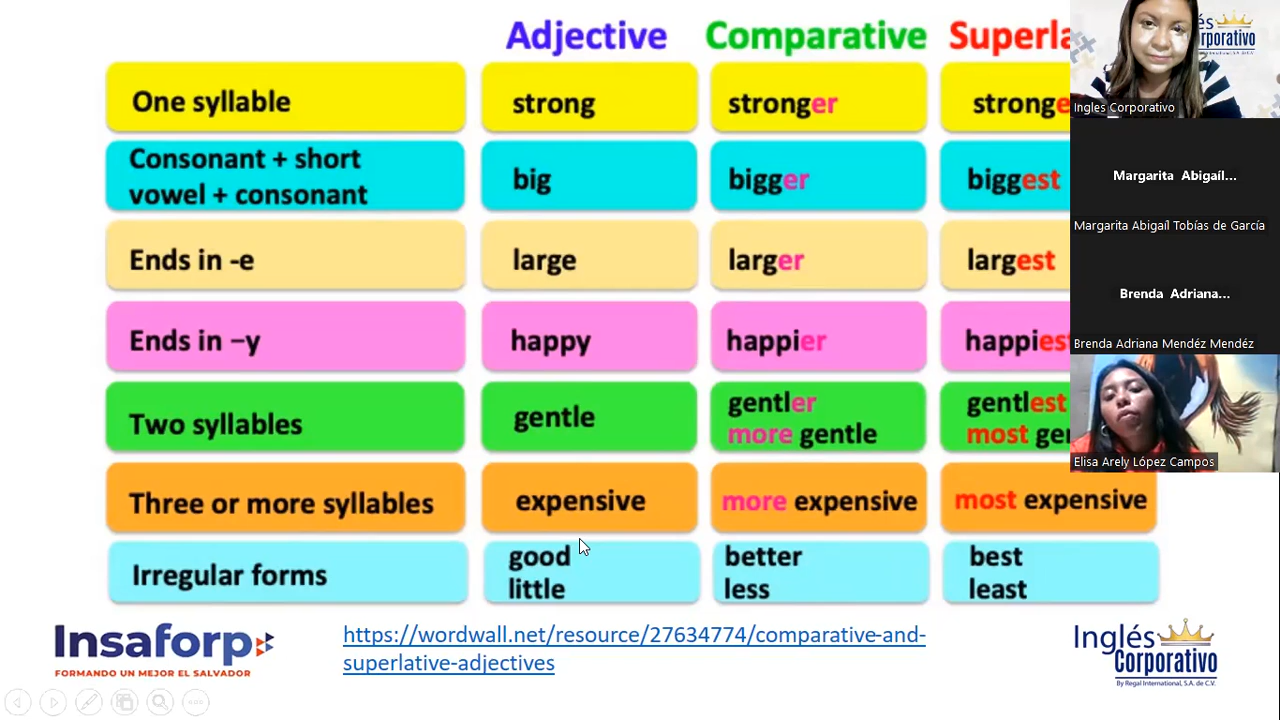 Adjective Comparative Superla
One syllable strong stronger stronge
Consonant + short
vowel + consonant
big bigger biggest
Ends in -e large larger largest
Ends in –y happy happier happies
Two syllables gentle
gentler
more gentle
gentlest
most gen
Three or more syllables expensive more expensive most expensive
Irregular forms
good better best
little less least
Insaforp
FORMANDO UN MEJOR EL SALVADOR
https://wordwall.net/resource/27634774/comparative-and-
superlative-adjectives
Inglés
Corporativo
By Regal International, S.A. de C.V.
és
rporativo
Ingles Corporativo
Margarita Abigaíl...
Margarita Abigaíl Tobías de García
Brenda Adriana...
Brenda Adriana Mendéz Mendéz
Elisa Arely López Campos